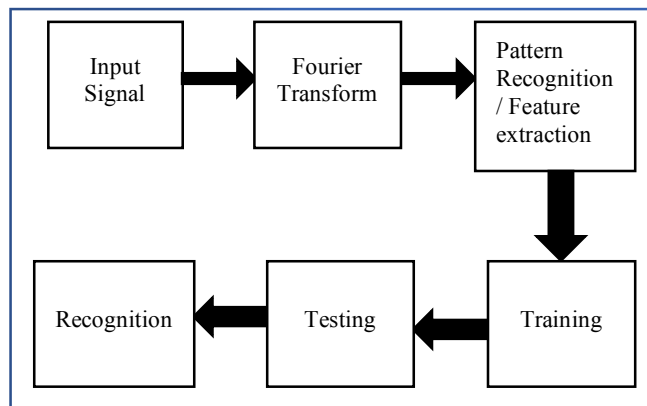 Input
Signal
Fourier
Transform
Pattern
Recognition
/ Feature
extraction
Recognition
Testing
Training